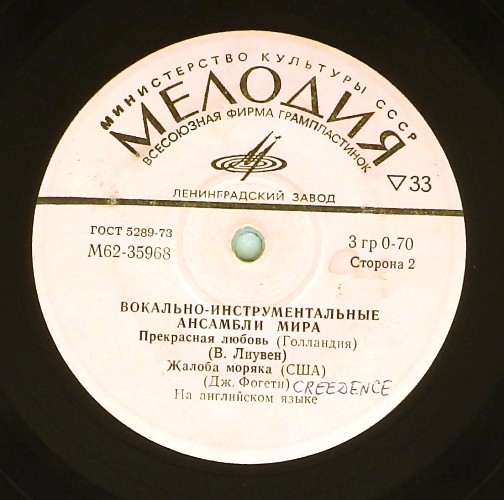 МИНИСТЕРСТВО КУЛЬТУРЫ СССР
МЕЛОДИЯ
ВСЕСОЮЗНАЯ ФИРМА ГРАМПЛАСТИНОК
ЛЕНИНГРАДСКИЙ ЗАВОД
▽33
ГОСТ 5289-73
М62-35968
3 гр 0-70
Сторона 2
ВОКАЛЬНО-ИНСТРУМЕНТАЛЬНЫЕ
АНСАМБЛИ МИРА
Прекрасная любовь (Голландия)
(В. Лиувен)
Жалоба моряка (США)
(Дж. Фогети) CREEDENCE
На английском языке